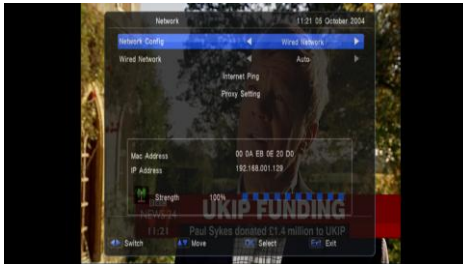 Network 11:21 05 October 2004
Network Config Wired Network
Wired Network Auto
Internet Ping
Proxy Setting
Mac Address 00 0A EB 0E 20 D0
IP Address 192.168.001.129
Strength 100%
NEWS 24 UKIP FUNDING
11:21 Paul Sykes donated £1.4 million to UKIP
Switch Move OK Select Exit Exit